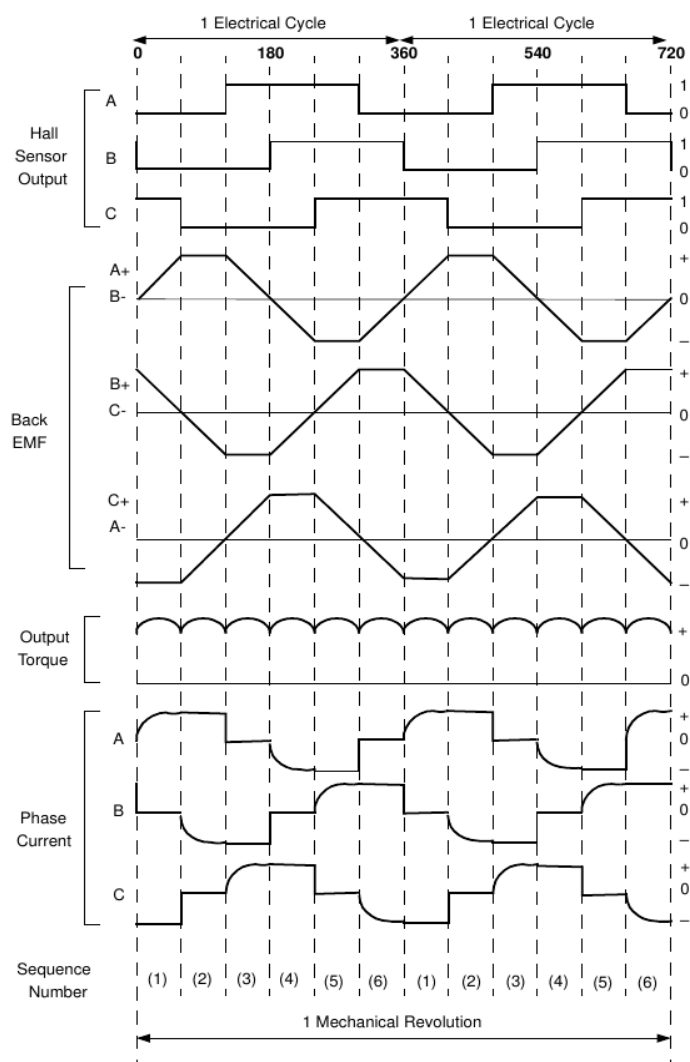 1 Electrical Cycle 1 Electrical Cycle
0 180 360 540 720
A 1
0
Hall
Sensor
Output
B 1
0
C 1
0
A+ +
B- 0
–
B+ +
C- 0
–
Back
EMF
C+ +
A- 0
–
Output
Torque
+
0
A +
0
–
Phase
Current
B +
0
–
C +
0
–
Sequence
Number
(1) (2) (3) (4) (5) (6) (1) (2) (3) (4) (5) (6)
1 Mechanical Revolution